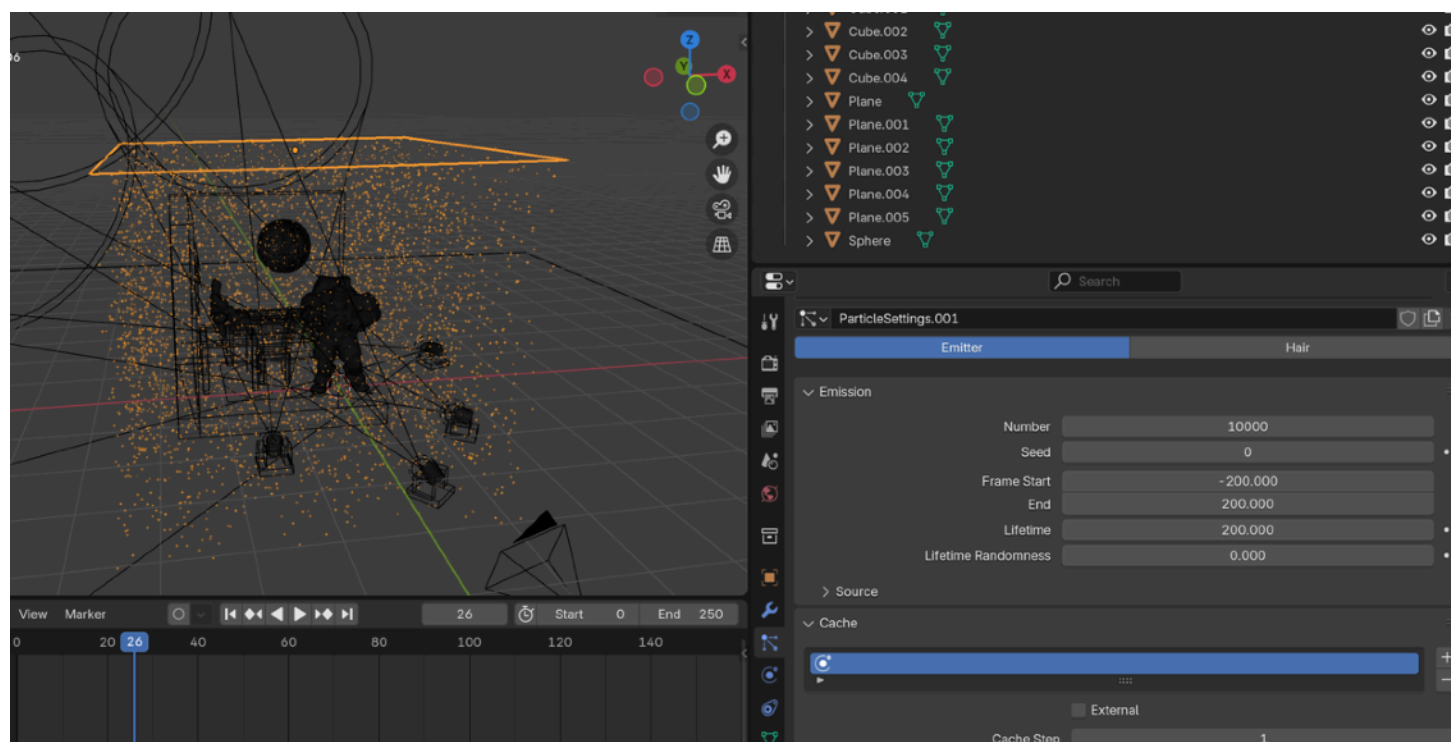 Z
Y
X
Cube.002
Cube.003
Cube.004
Plane
Plane.001
Plane.002
Plane.003
Plane.004
Plane.005
Sphere
Search
ParticleSettings.001
Emitter
Hair
Emission
Number 10000
Seed 0
Frame Start -200.000
End 200.000
Lifetime 200.000
Lifetime Randomness 0.000
Source
Cache
External
Cache Step 1
View Marker 26 Start 0 End 250
0 20 26 40 60 80 100 120 140